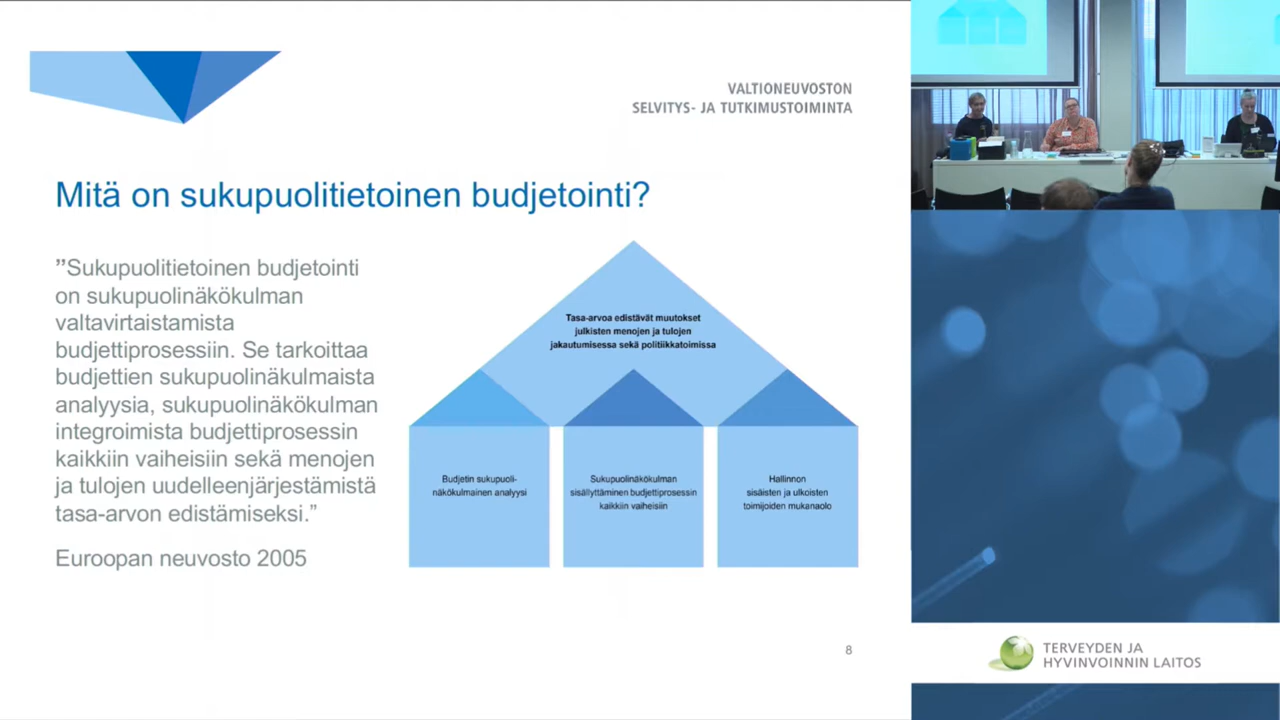 VALTIONEUVOSTON
SELVITYS- JA TUTKIMUSTOIMINTA
Mitä on sukupuolitietoinen budjetointi?
”Sukupuolitietoinen budjetointi
on sukupuolinäkökulman
valtavirtaistamista
budjettiprosessiin. Se tarkoittaa
budjettien sukupuolinäkulmaista
analyysia, sukupuolinäkökulman
integroimista budjettiprosessin
kaikkiin vaiheisiin sekä menojen
ja tulojen uudelleenjärjestämistä
tasa-arvon edistämiseksi.”
Euroopan neuvosto 2005
Tasa-arvoa edistävät muutokset
julkisten menojen ja tulojen
jakautumisessa sekä politiikkatoimissa
Budjetin sukupuoli-
näkökulmainen analyysi
Sukupuolinäkökulman
sisällyttäminen budjettiprosessin
kaikkiin vaiheisiin
Hallinnon
sisäisten ja ulkoisten
toimijoiden mukanaolo
8
TERVEYDEN JA
HYVINVOINNIN LAITOS